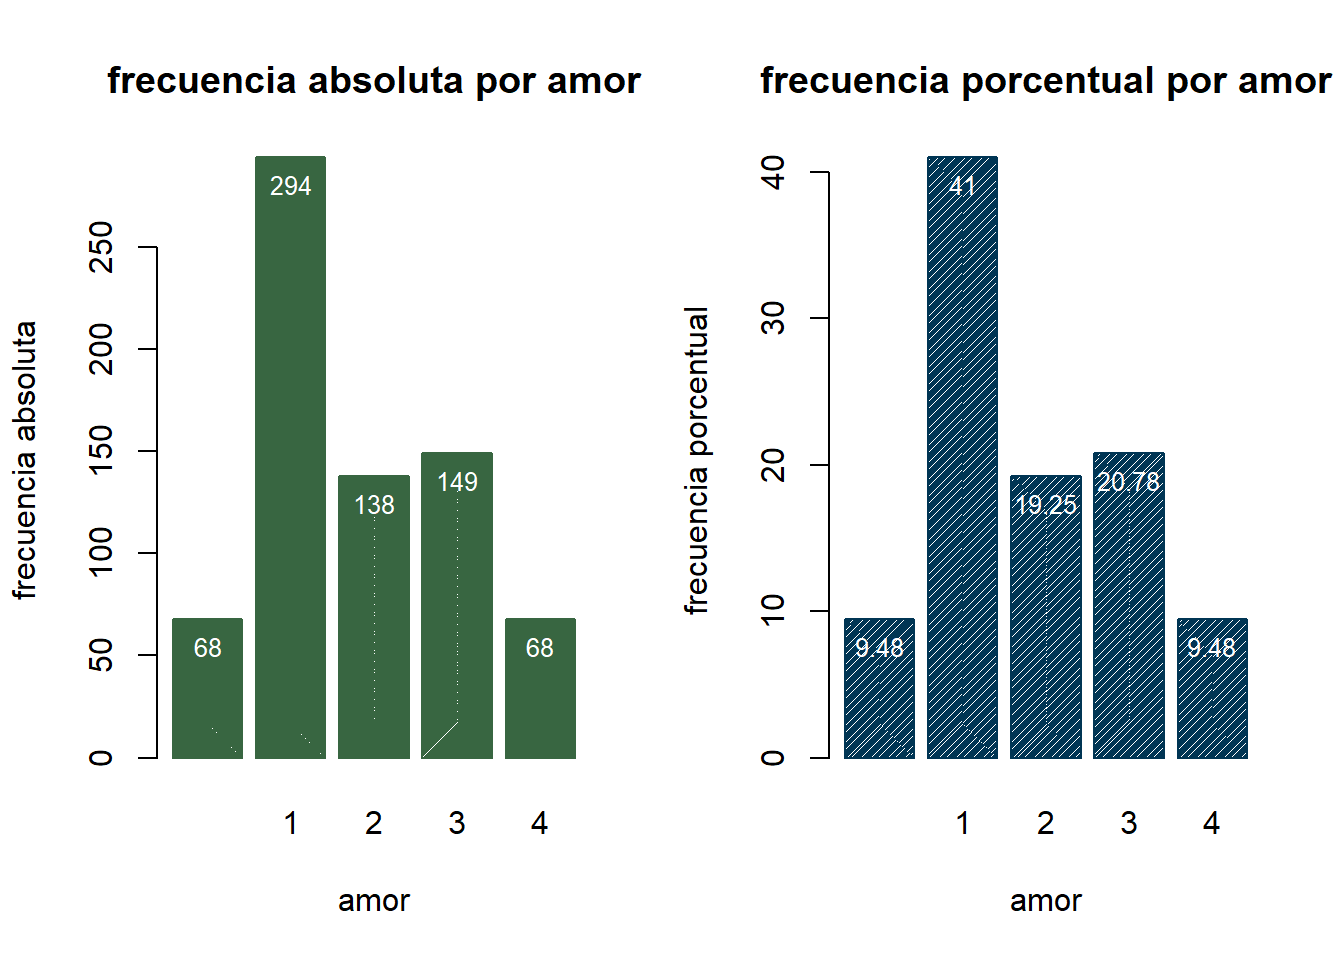 frecuencia absoluta por amor
frecuencia absoluta
250
200
150
100
50
0
68
294
138
149
68
1 2 3 4
amor
frecuencia porcentual por amor
frecuencia porcentual
40
30
20
10
0
9.48
41
19.25
20.78
9.48
1 2 3 4
amor